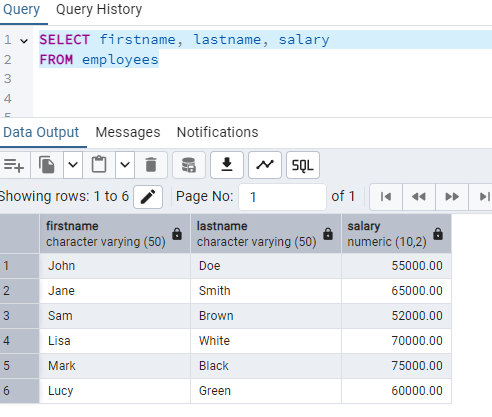 Query Query History
1 SELECT firstname, lastname, salary
2 FROM employees
3
4
Data Output Messages Notifications
SQL
Showing rows: 1 to 6 Page No: 1 of 1
firstname lastname salary
character varying (50) character varying (50) numeric (10,2)
1 John Doe 55000.00
2 Jane Smith 65000.00
3 Sam Brown 52000.00
4 Lisa White 70000.00
5 Mark Black 75000.00
6 Lucy Green 60000.00